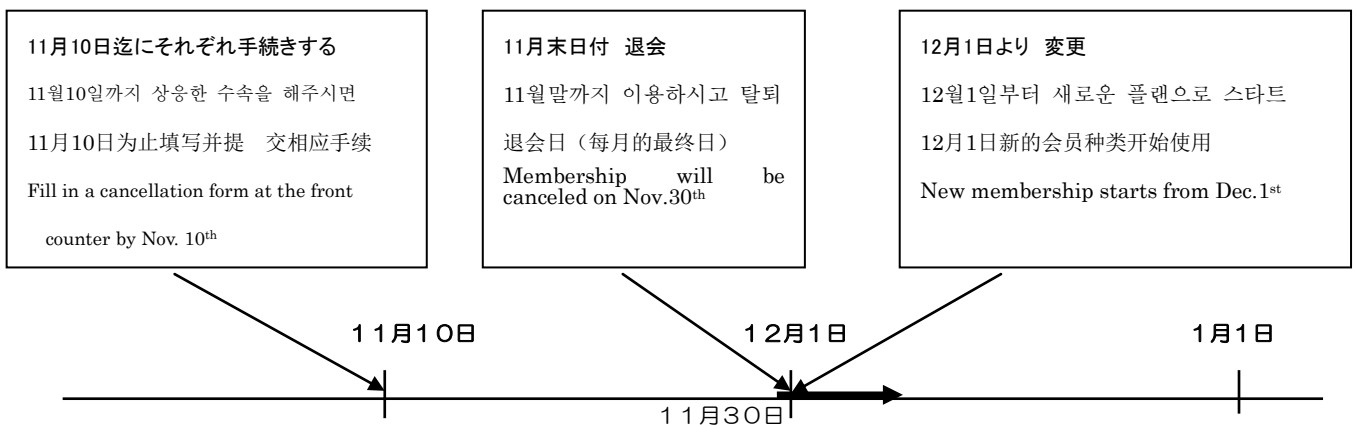 11月10日迄にそれぞれ手続きする
11월10일까지 상응한 수속을 해주시면
11月10日为止填写并提 交相应手续
Fill in a cancellation form at the front
counter by Nov. 10th
11月末日付 退会
11월말까지 이용하시고 탈퇴
退会日（每月的最终日）
Membership will be
canceled on Nov.30th
12月1日より 変更
12월1일부터 새로운 플랜으로 스타트
12月1日新的会员种类开始使用
New membership starts from Dec.1st
１１月１０日
１２月１日
１月１日
１１月３０日